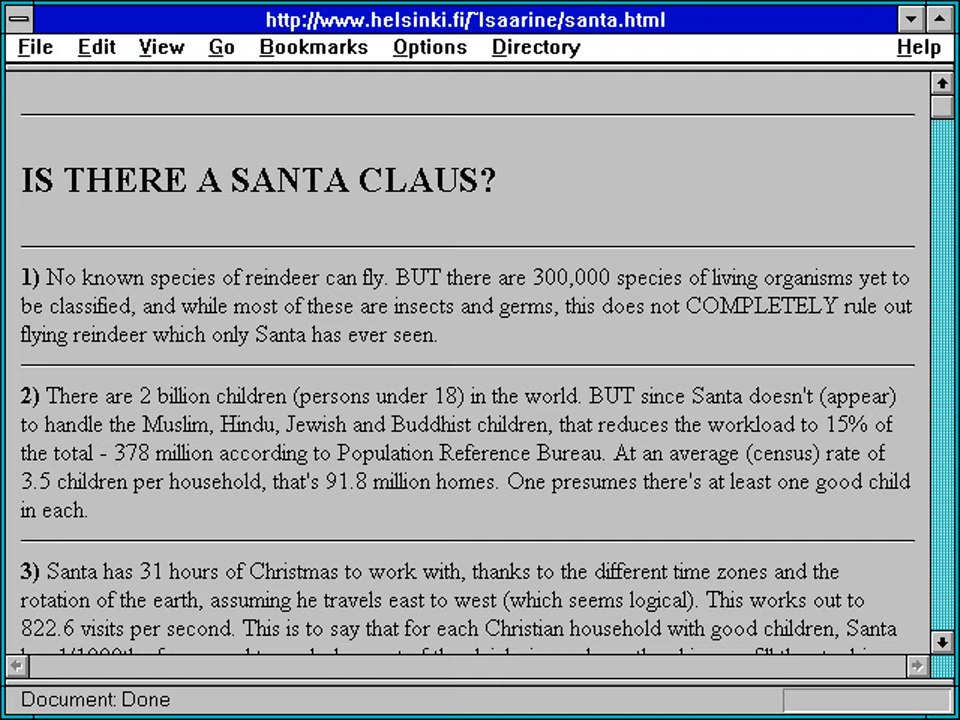 http://www.helsinki.fi/~lsaarine/santa.html
File Edit View Go Bookmarks Options Directory Help
IS THERE A SANTA CLAUS?
1) No known species of reindeer can fly. BUT there are 300,000 species of living organisms yet to
be classified, and while most of these are insects and germs, this does not COMPLETELY rule out
flying reindeer which only Santa has ever seen.
2) There are 2 billion children (persons under 18) in the world. BUT since Santa doesn't (appear)
to handle the Muslim, Hindu, Jewish and Buddhist children, that reduces the workload to 15% of
the total - 378 million according to Population Reference Bureau. At an average (census) rate of
3.5 children per household, that's 91.8 million homes. One presumes there's at least one good child
in each.
3) Santa has 31 hours of Christmas to work with, thanks to the different time zones and the
rotation of the earth, assuming he travels east to west (which seems logical). This works out to
822.6 visits per second. This is to say that for each Christian household with good children, Santa
Document: Done